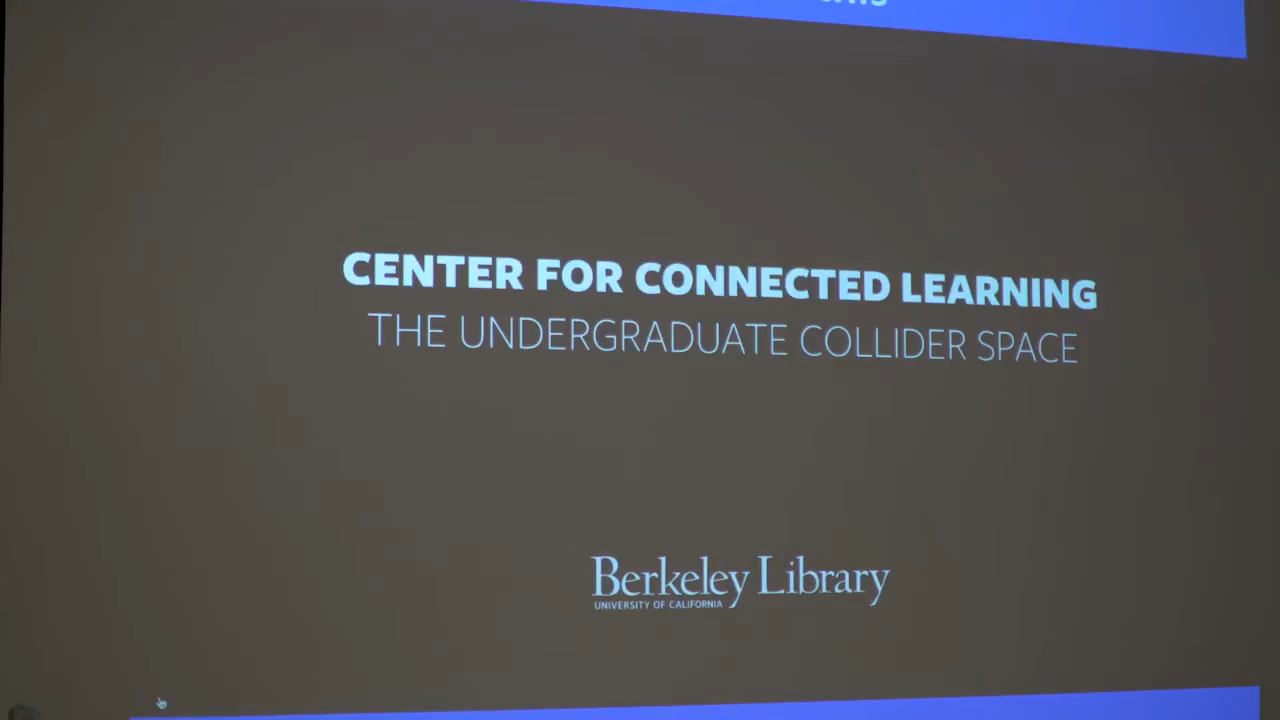 CENTER FOR CONNECTED LEARNING
THE UNDERGRADUATE COLLIDER SPACE
Berkeley Library
UNIVERSITY OF CALIFORNIA